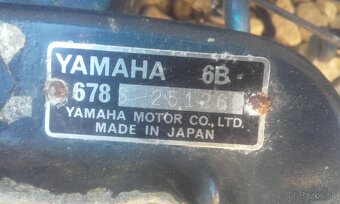 YAMAHA 6B
678 25126
YAMAHA MOTOR CO., LTD.
MADE IN JAPAN